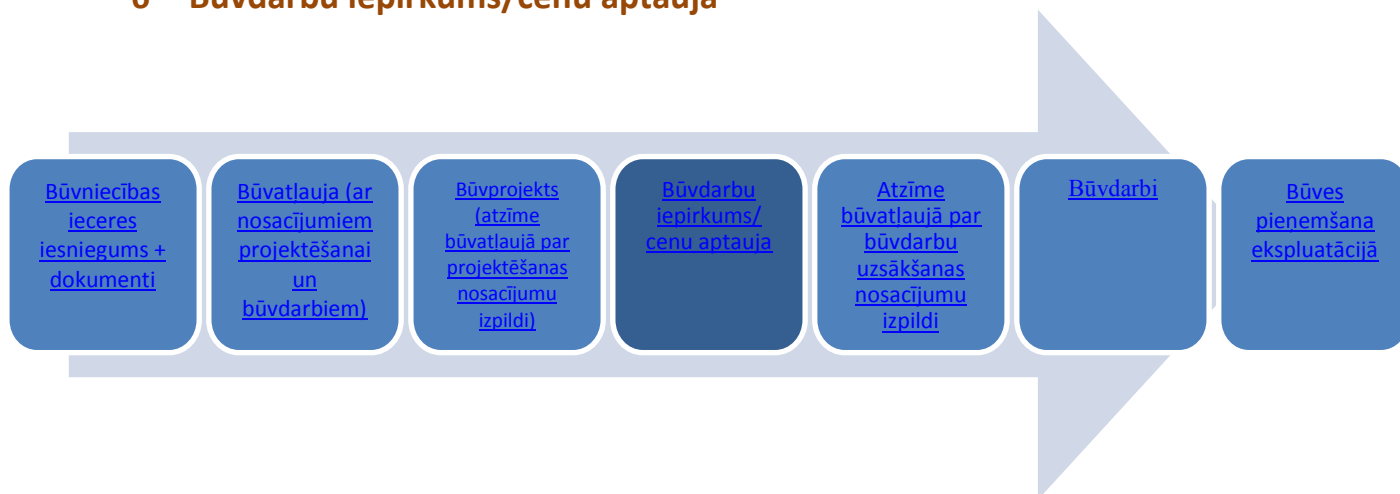 6 Būvdarbu iepirkums/cenu aptauja
Būvniecības
ieceres
iesniegums +
dokumenti
Būvatļauja (ar
nosacījumiem
projektēšanai
un
būvdarbiem)
Būvprojekts
(atzīme
būvatļaujā par
projektēšanas
nosacījumu
izpildi)
Būvdarbu
iepirkums/
cenu aptauja
Atzīme
būvatļaujā par
būvdarbu
uzsākšanas
nosacījumu
izpildi
Būvdarbi
Būves
pieņemšana
ekspluatācijā